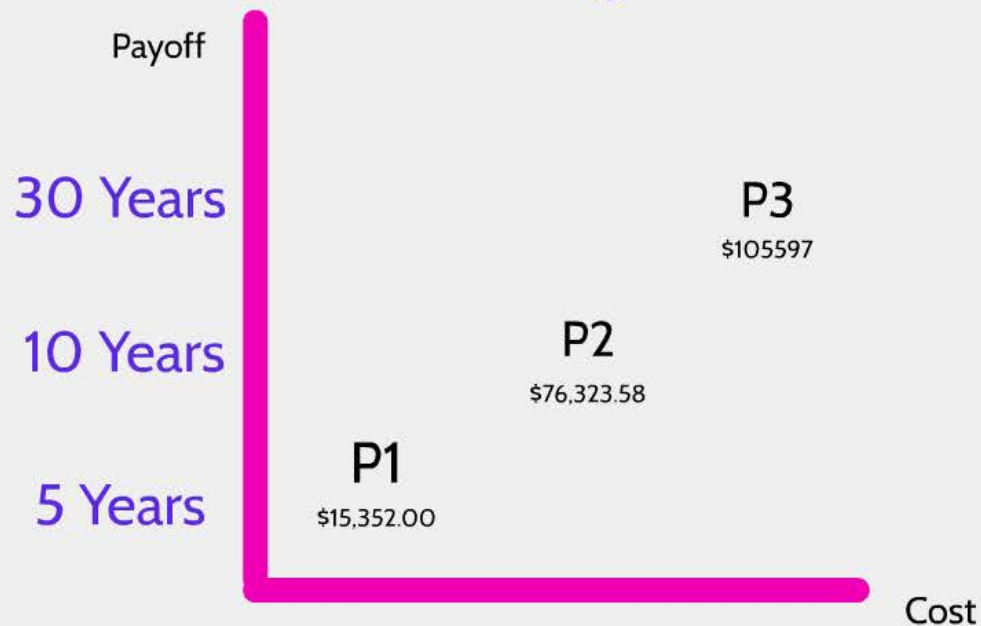 Payoff
30 Years
P3
$105597
10 Years
P2
$76,323.58
P1
5 Years
$15,352.00
Cost